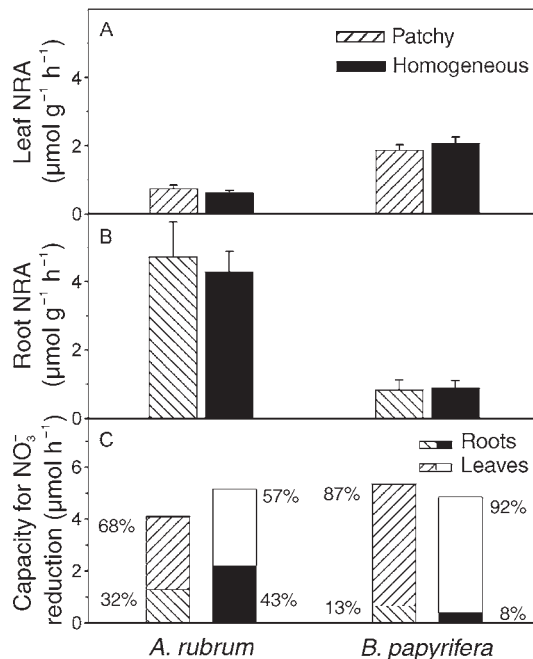 A
Patchy
Homogeneous
Leaf NRA
(μmol g⁻¹ h⁻¹)
4
2
0
B
Root NRA
(μmol g⁻¹ h⁻¹)
4
2
0
C
Roots
Leaves
Capacity for NO₃⁻
reduction (μmol h⁻¹)
6
4
2
0
68%
32%
57%
43%
87%
13%
92%
8%
A. rubrum
B. papyrifera